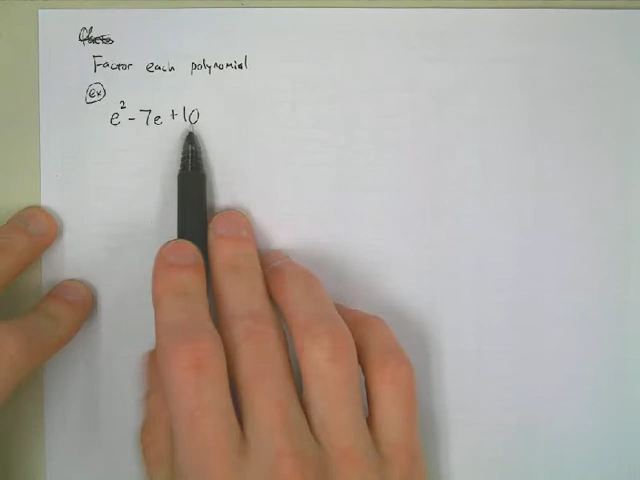 Factor each polynomial
ex
e² - 7e + 10